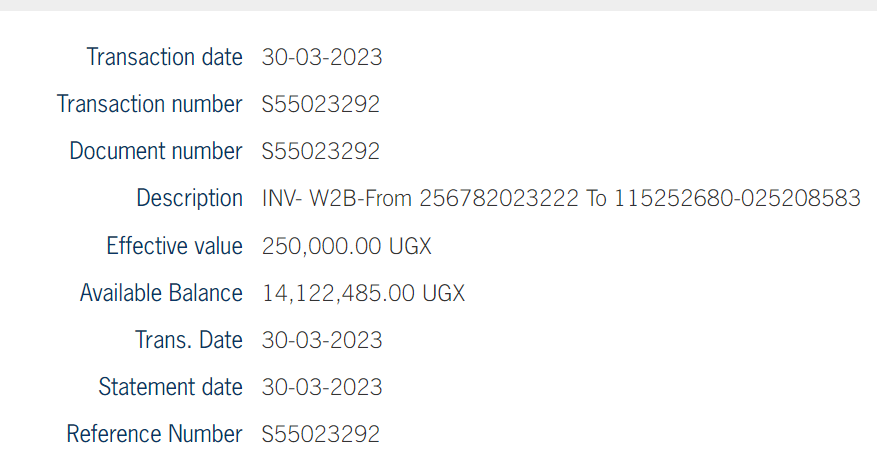 Transaction date 30-03-2023
Transaction number S55023292
Document number S55023292
Description INV- W2B-From 256782023222 To 115252680-025208583
Effective value 250,000.00 UGX
Available Balance 14,122,485.00 UGX
Trans. Date 30-03-2023
Statement date 30-03-2023
Reference Number S55023292